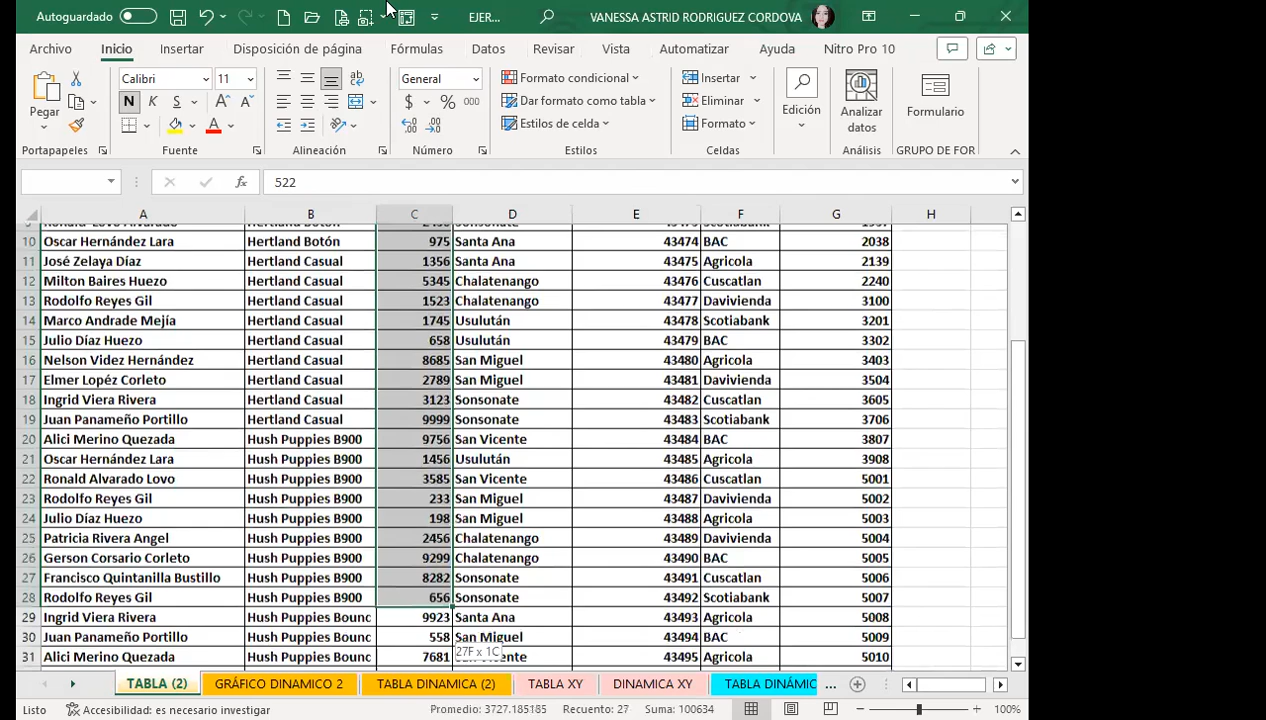 Autoguardado EJER... VANESSA ASTRID RODRIGUEZ CORDOVA
Archivo Inicio Insertar Disposición de página Fórmulas Datos Revisar Vista Automatizar Ayuda Nitro Pro 10
Pegar Calibri 11 General Formato condicional Insertar Edición Analizar datos Formulario
N K S $ % 000 Dar formato como tabla Eliminar
Estilos de celda Formato
Portapapeles Fuente Alineación Número Estilos Celdas Análisis GRUPO DE FOR
522
A B C D E F G H
10 Oscar Hernández Lara Hertland Botón 975 Santa Ana 43474 BAC 2038
11 José Zelaya Díaz Hertland Casual 1356 Santa Ana 43475 Agricola 2139
12 Milton Baires Huezo Hertland Casual 5345 Chalatenango 43476 Cuscatlan 2240
13 Rodolfo Reyes Gil Hertland Casual 1523 Chalatenango 43477 Davivienda 3100
14 Marco Andrade Mejía Hertland Casual 1745 Usulután 43478 Scotiabank 3201
15 Julio Díaz Huezo Hertland Casual 658 Usulután 43479 BAC 3302
16 Nelson Videz Hernández Hertland Casual 8685 San Miguel 43480 Agricola 3403
17 Elmer Lopéz Corleto Hertland Casual 2789 San Miguel 43481 Davivienda 3504
18 Ingrid Viera Rivera Hertland Casual 3123 Sonsonate 43482 Cuscatlan 3605
19 Juan Panameño Portillo Hertland Casual 9999 Sonsonate 43483 Scotiabank 3706
20 Alici Merino Quezada Hush Puppies B900 9756 San Vicente 43484 BAC 3807
21 Oscar Hernández Lara Hush Puppies B900 1456 Usulután 43485 Agricola 3908
22 Ronald Alvarado Lovo Hush Puppies B900 3585 San Vicente 43486 Cuscatlan 5001
23 Rodolfo Reyes Gil Hush Puppies B900 233 San Miguel 43487 Davivienda 5002
24 Julio Díaz Huezo Hush Puppies B900 198 San Miguel 43488 Agricola 5003
25 Patricia Rivera Angel Hush Puppies B900 2456 Chalatenango 43489 Davivienda 5004
26 Gerson Corsario Corleto Hush Puppies B900 9299 Chalatenango 43490 BAC 5005
27 Francisco Quintanilla Bustillo Hush Puppies B900 8282 Sonsonate 43491 Cuscatlan 5006
28 Rodolfo Reyes Gil Hush Puppies B900 656 Sonsonate 43492 Scotiabank 5007
29 Ingrid Viera Rivera Hush Puppies Bounc 9923 Santa Ana 43493 Agricola 5008
30 Juan Panameño Portillo Hush Puppies Bounc 558 San Miguel 43494 BAC 5009
31 Alici Merino Quezada Hush Puppies Bounc 7681 43495 Agricola 5010
27F x 1C
TABLA (2) GRÁFICO DINAMICO 2 TABLA DINAMICA (2) TABLA XY DINAMICA XY TABLA DINÁMIC ...
Listo Accesibilidad: es necesario investigar Promedio: 3727.185185 Recuento: 27 Suma: 100634 100%